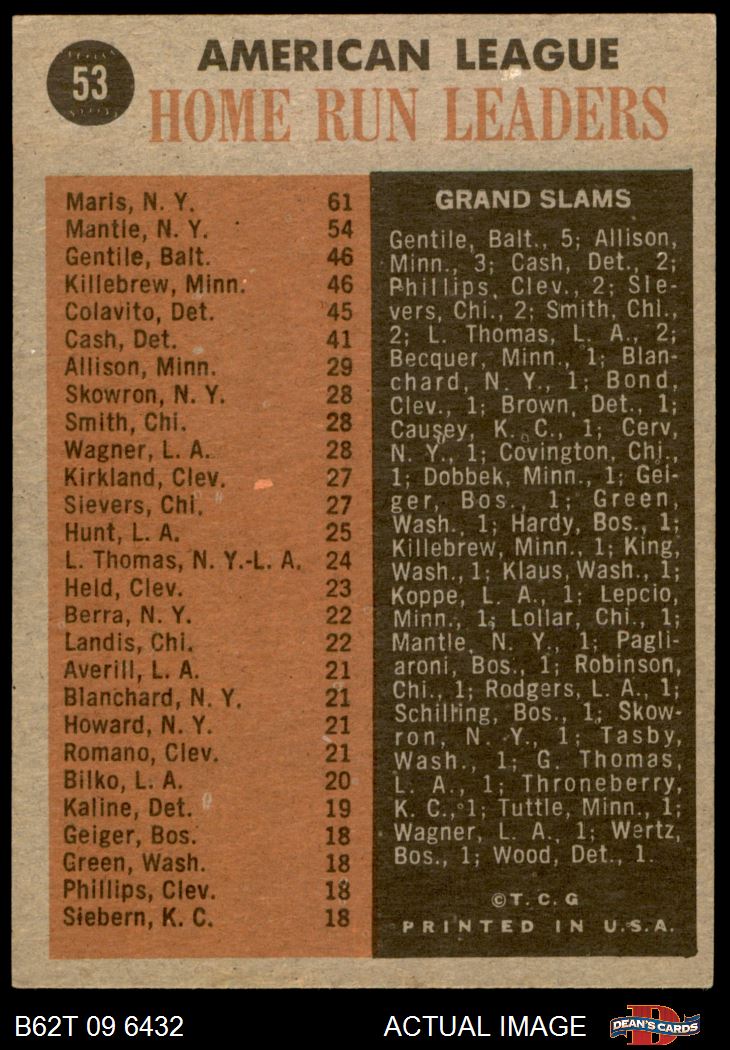 53
AMERICAN LEAGUE
HOME RUN LEADERS
Maris, N. Y. 61
Mantle, N. Y. 54
Gentile, Balt. 46
Killebrew, Minn. 46
Colavito, Det. 45
Cash, Det. 41
Allison, Minn. 29
Skowron, N. Y. 28
Smith, Chi. 28
Wagner, L. A. 28
Kirkland, Clev. 27
Sievers, Chi. 27
Hunt, L. A. 25
L. Thomas, N. Y.-L. A. 24
Held, Clev. 23
Berra, N. Y. 22
Landis, Chi. 22
Averill, L. A. 21
Blanchard, N. Y. 21
Howard, N. Y. 21
Romano, Clev. 21
Bilko, L. A. 20
Kaline, Det. 19
Geiger, Bos. 18
Green, Wash. 18
Phillips, Clev. 18
Siebern, K. C. 18
GRAND SLAMS
Gentile, Balt., 5; Allison,
Minn., 3; Cash, Det., 2;
Phillips, Clev., 2; Sie-
vers, Chi., 2; Smith, Chi.,
2; L. Thomas, L. A., 2;
Becquer, Minn., 1; Blan-
chard, N. Y., 1; Bond,
Clev., 1; Brown, Det., 1;
Causey, K. C., 1; Cerv,
N. Y., 1; Covington, Chi.,
1; Dobbek, Minn., 1; Gei-
ger, Bos., 1; Green,
Wash., 1; Hardy, Bos., 1;
Killebrew, Minn., 1; King,
Wash., 1; Klaus, Wash., 1;
Koppe, L. A., 1; Lepcio,
Minn., 1; Lollar, Chi., 1;
Mantle, N. Y., 1; Pagli-
aroni, Bos., 1; Robinson,
Chi., 1; Rodgers, L. A., 1;
Schilling, Bos., 1; Skow-
ron, N. Y., 1; Tasby,
Wash., 1; G. Thomas,
L. A., 1; Throneberry,
K. C., 1; Tuttle, Minn., 1;
Wagner, L. A., 1; Wertz,
Bos., 1; Wood, Det., 1.
©T. C. G
PRINTED IN U.S.A.
B62T 09 6432
ACTUAL IMAGE
DEAN'S CARDS